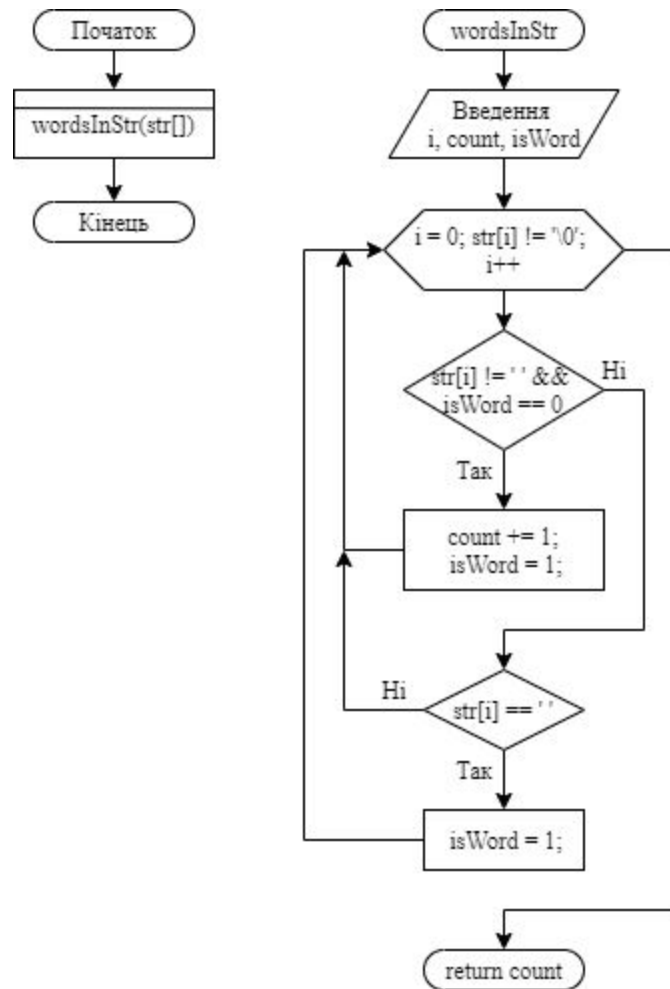 Початок
wordsInStr(str[])
Кінець
wordsInStr
Введення
i, count, isWord
i = 0; str[i] != '\0';
i++
str[i] != ' ' &&
isWord == 0
Ні
Так
count += 1;
isWord = 1;
Ні
str[i] == ' '
Так
isWord = 1;
return count